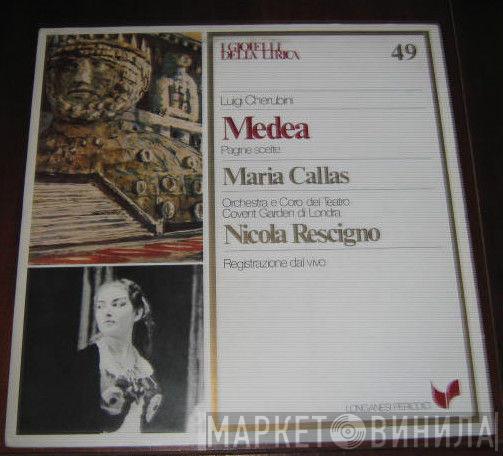 I GIOIELLI
DELLA LIRICA
49
Luigi Cherubini
Medea
Pagine scelte
Maria Callas
Orchestra e Coro del Teatro
Covent Garden di Londra
Nicola Rescigno
Registrazione dal vivo
LONGANESI PERIODICI
МАРКЕТ ВИНИЛА